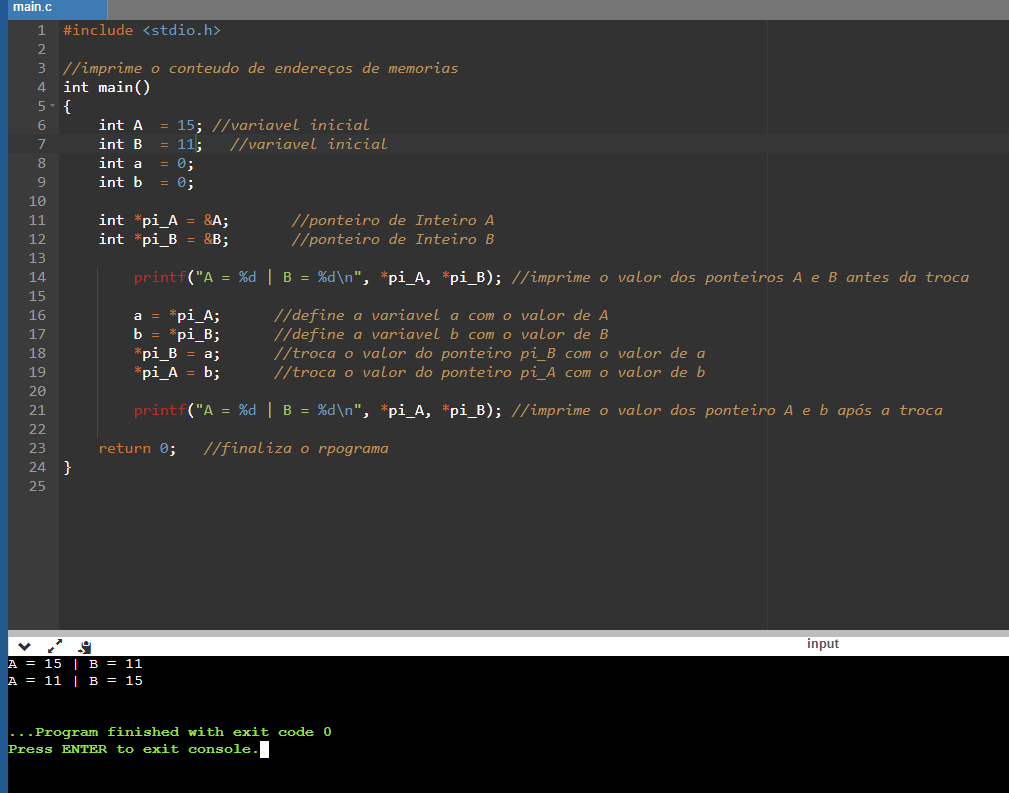 main.c
1 #include <stdio.h>
2
3 //imprime o conteudo de endereços de memorias
4 int main()
5 {
6 int A = 15; //variavel inicial
7 int B = 11; //variavel inicial
8 int a = 0;
9 int b = 0;
10
11 int *pi_A = &A; //ponteiro de Inteiro A
12 int *pi_B = &B; //ponteiro de Inteiro B
13
14 printf("A = %d | B = %d\n", *pi_A, *pi_B); //imprime o valor dos ponteiros A e B antes da troca
15
16 a = *pi_A; //define a variavel a com o valor de A
17 b = *pi_B; //define a variavel b com o valor de B
18 *pi_B = a; //troca o valor do ponteiro pi_B com o valor de a
19 *pi_A = b; //troca o valor do ponteiro pi_A com o valor de b
20
21 printf("A = %d | B = %d\n", *pi_A, *pi_B); //imprime o valor dos ponteiro A e b após a troca
22
23 return 0; //finaliza o rpograma
24 }
25
input
A = 15 | B = 11
A = 11 | B = 15
...Program finished with exit code 0
Press ENTER to exit console.